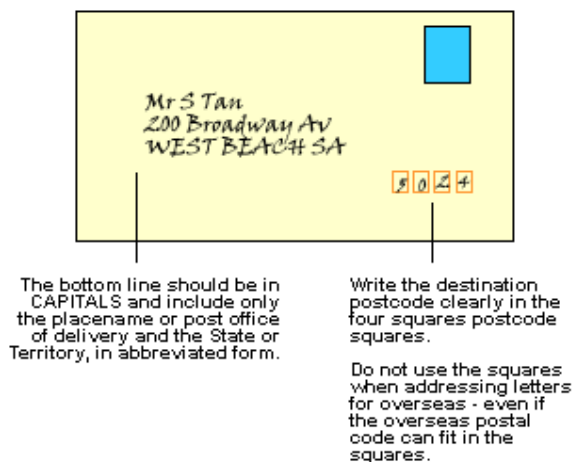 Mr S Tan
200 Broadway Av
WEST BEACH SA
5 0 2 4
The bottom line should be in
CAPITALS and include only
the placename or post office
of delivery and the State or
Territory, in abbreviated form.
Write the destination
postcode clearly in the
four squares postcode
squares.
Do not use the squares
when addressing letters
for overseas - even if
the overseas postal
code can fit in the
squares.